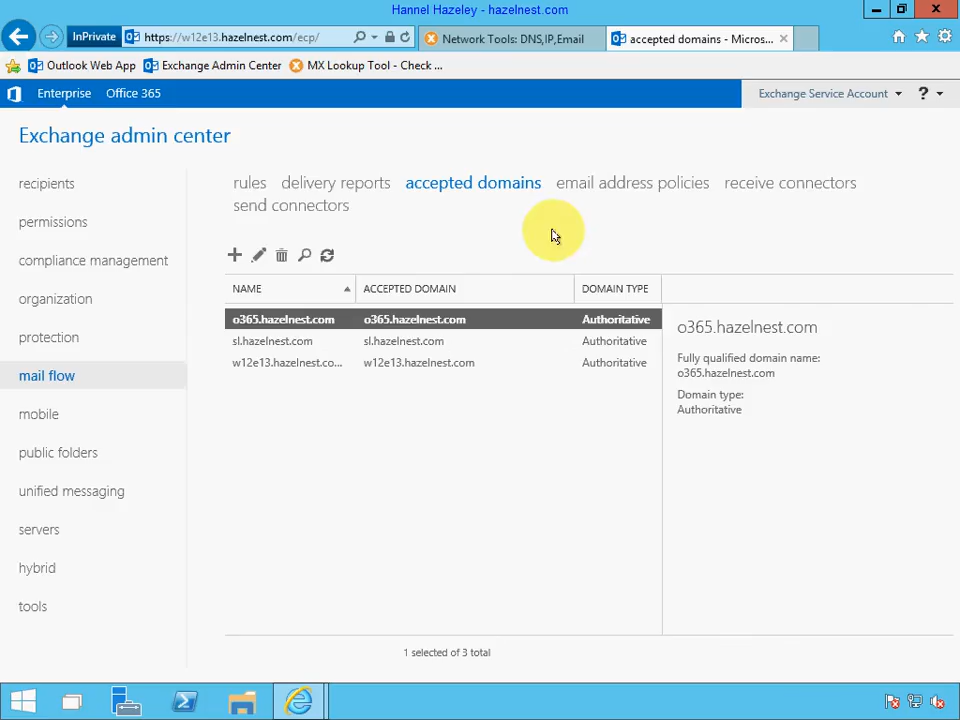 Hannel Hazeley - hazelnest.com
InPrivate
https://w12e13.hazelnest.com/ecp/
Network Tools: DNS,IP,Email
accepted domains - Micros...
Outlook Web App
Exchange Admin Center
MX Lookup Tool - Check ...
Enterprise
Office 365
Exchange Service Account
?
Exchange admin center
recipients
permissions
compliance management
organization
protection
mail flow
mobile
public folders
unified messaging
servers
hybrid
tools
rules delivery reports accepted domains email address policies receive connectors
send connectors
NAME ACCEPTED DOMAIN DOMAIN TYPE
o365.hazelnest.com o365.hazelnest.com Authoritative
sl.hazelnest.com sl.hazelnest.com Authoritative
w12e13.hazelnest.co... w12e13.hazelnest.com Authoritative
o365.hazelnest.com
Fully qualified domain name:
o365.hazelnest.com
Domain type:
Authoritative
1 selected of 3 total